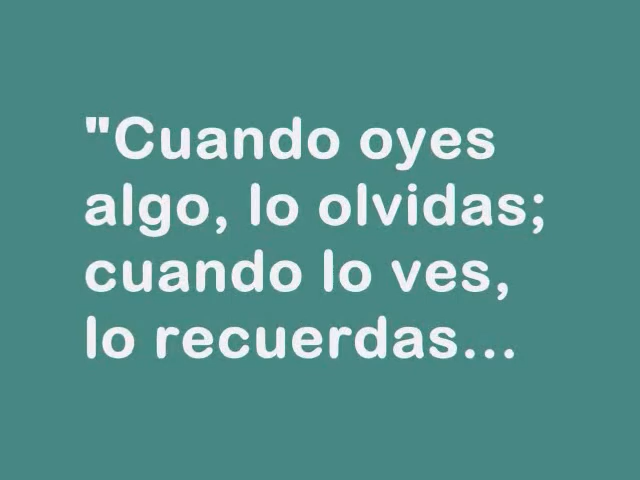 "Cuando oyes
algo, lo olvidas;
cuando lo ves,
lo recuerdas...